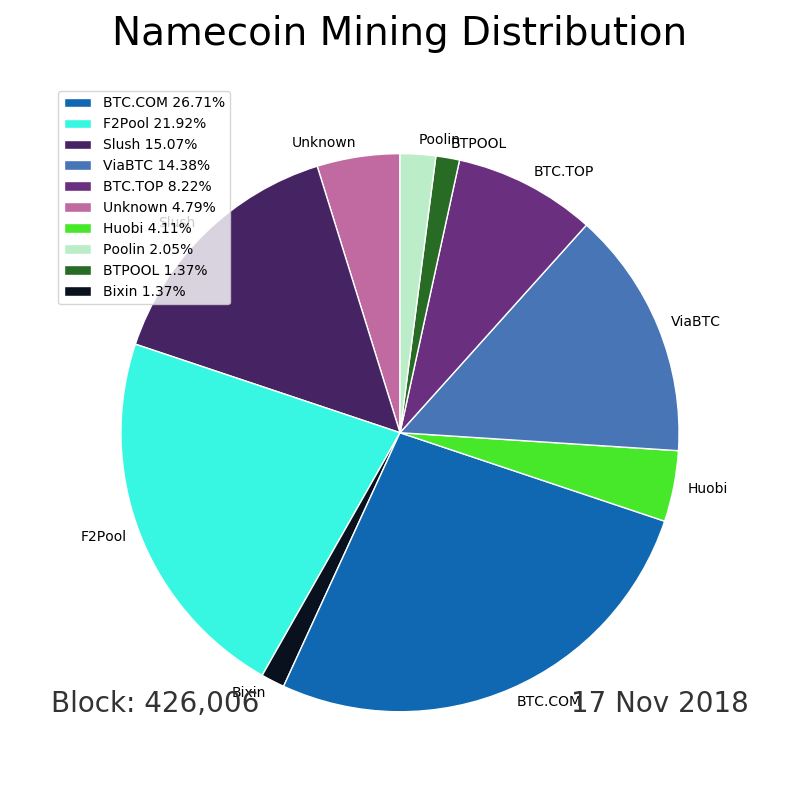 Namecoin Mining Distribution
BTC.COM 26.71%
F2Pool 21.92%
Slush 15.07%
ViaBTC 14.38%
BTC.TOP 8.22%
Unknown 4.79%
Huobi 4.11%
Poolin 2.05%
BTPOOL 1.37%
Bixin 1.37%
Unknown
Poolin
BTPOOL
BTC.TOP
Slush
ViaBTC
Huobi
F2Pool
Bixin
BTC.COM
Block: 426,006
17 Nov 2018